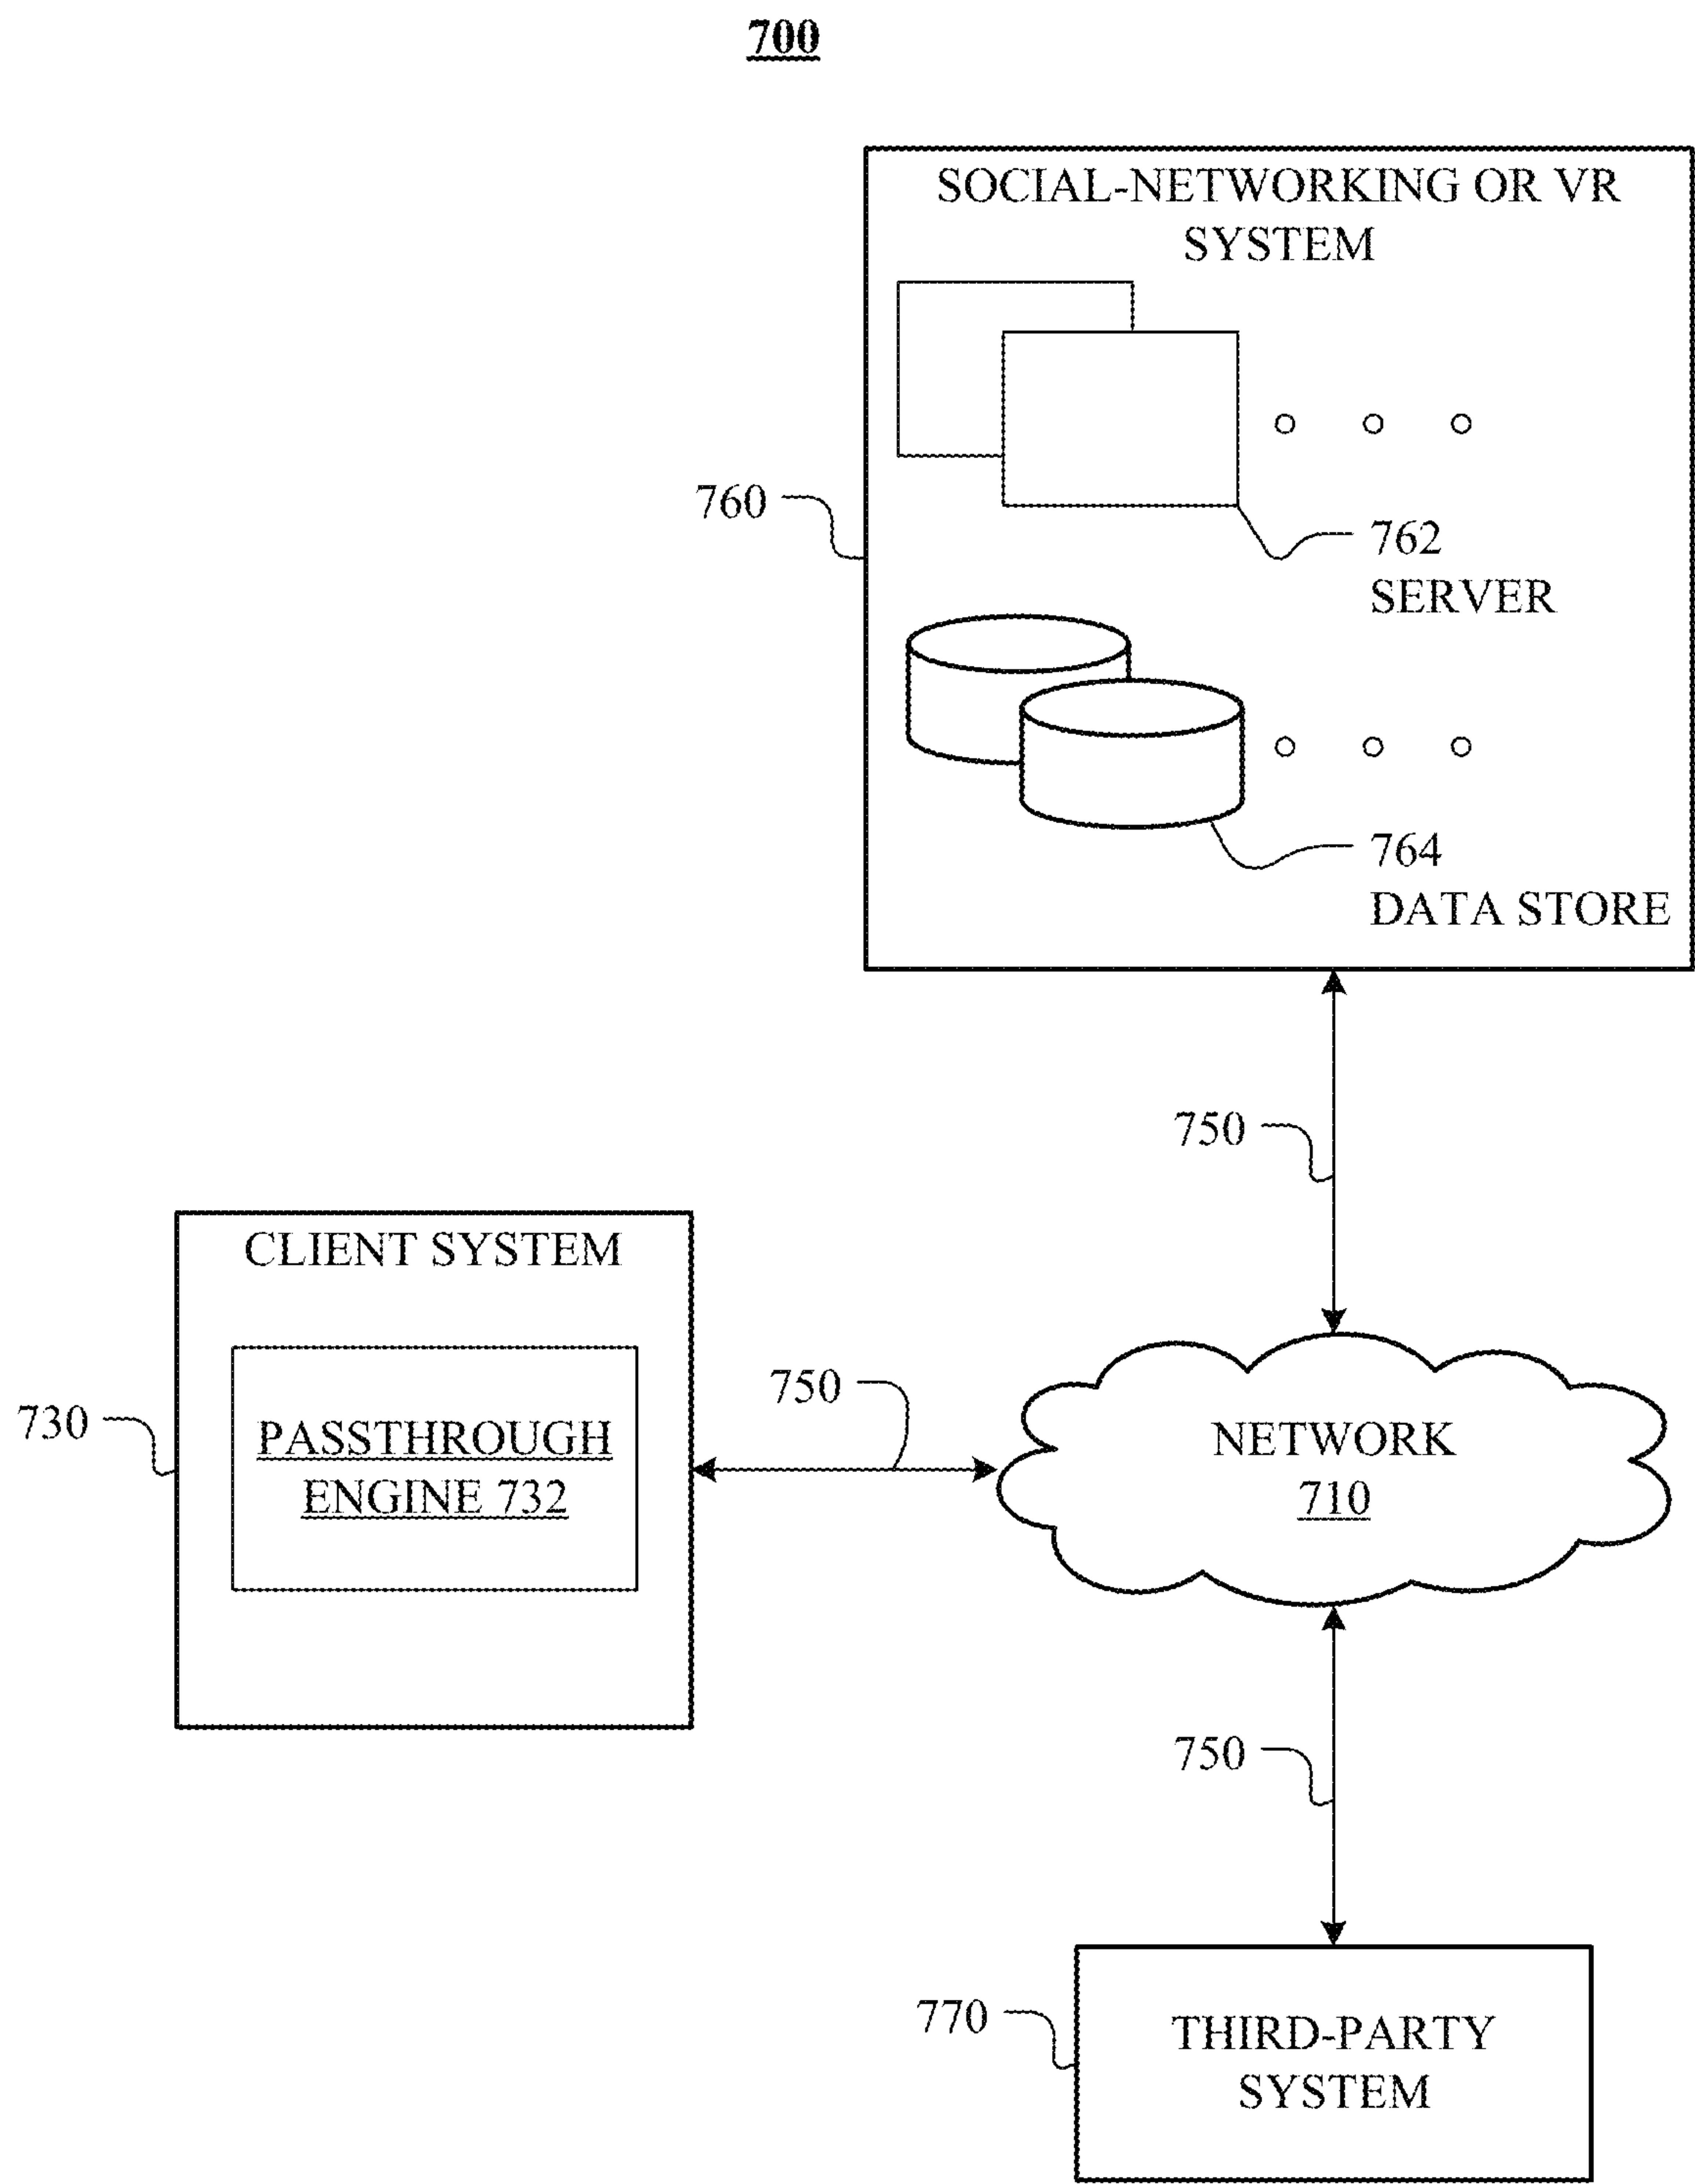 700
SOCIAL-NETWORKING OR VR
SYSTEM
760
762
SERVER
764
DATA STORE
750
CLIENT SYSTEM
730
PASSTHROUGH
ENGINE 732
750
NETWORK
710
750
770
THIRD-PARTY
SYSTEM